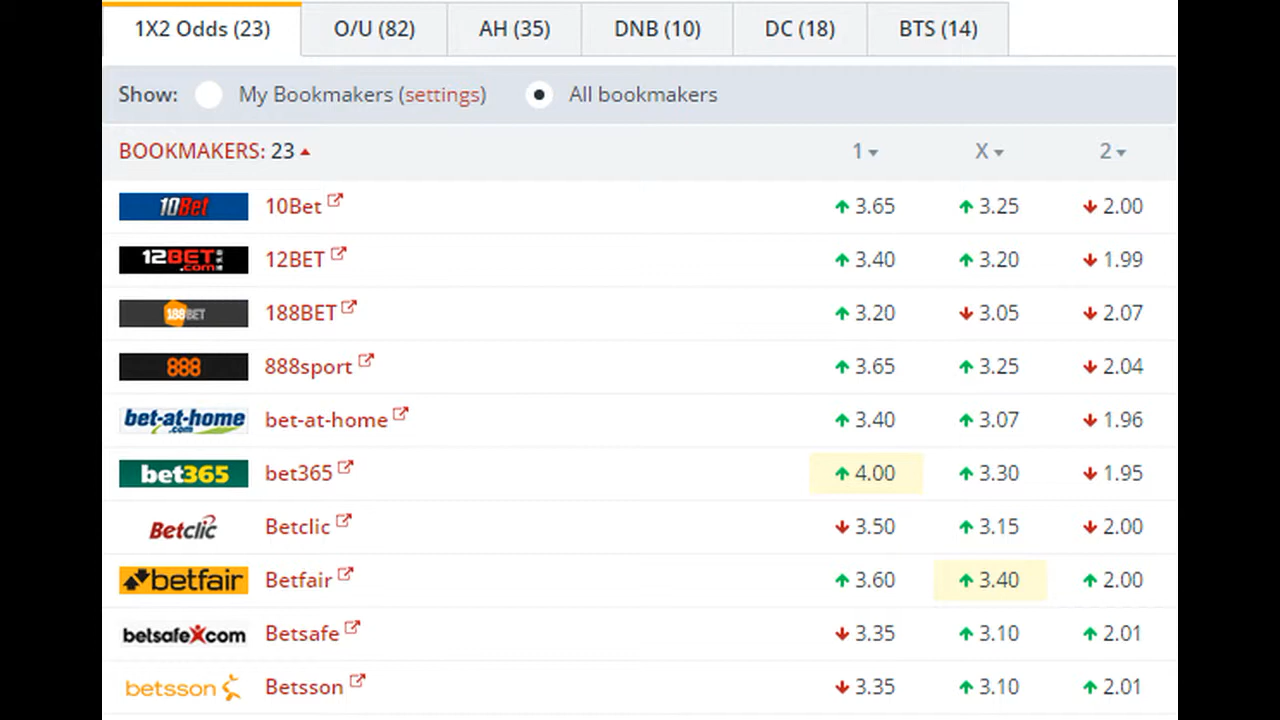 1X2 Odds (23) O/U (82) AH (35) DNB (10) DC (18) BTS (14)
Show: My Bookmakers (settings) All bookmakers
BOOKMAKERS: 23 1 X 2
10Bet 10Bet 3.65 3.25 2.00
12BET .com 12BET 3.40 3.20 1.99
188BET 188BET 3.20 3.05 2.07
888 888sport 3.65 3.25 2.04
bet-at-home .com bet-at-home 3.40 3.07 1.96
bet365 bet365 4.00 3.30 1.95
Betclic Betclic 3.50 3.15 2.00
betfair Betfair 3.60 3.40 2.00
betsafe.com Betsafe 3.35 3.10 2.01
betsson Betsson 3.35 3.10 2.01